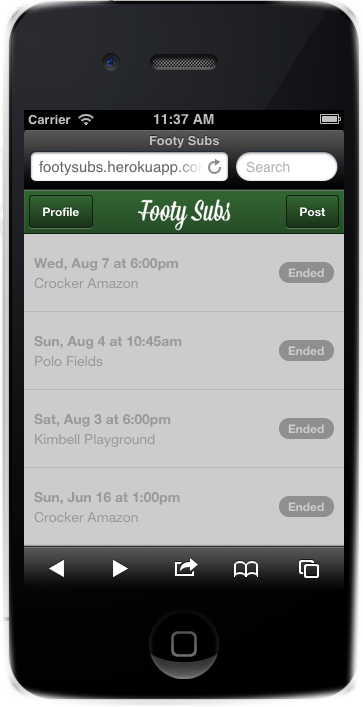 Carrier 11:37 AM
Footy Subs
footysubs.herokuapp.co Search
Profile Footy Subs Post
Wed, Aug 7 at 6:00pm
Crocker Amazon
Ended
Sun, Aug 4 at 10:45am
Polo Fields
Ended
Sat, Aug 3 at 6:00pm
Kimbell Playground
Ended
Sun, Jun 16 at 1:00pm
Crocker Amazon
Ended